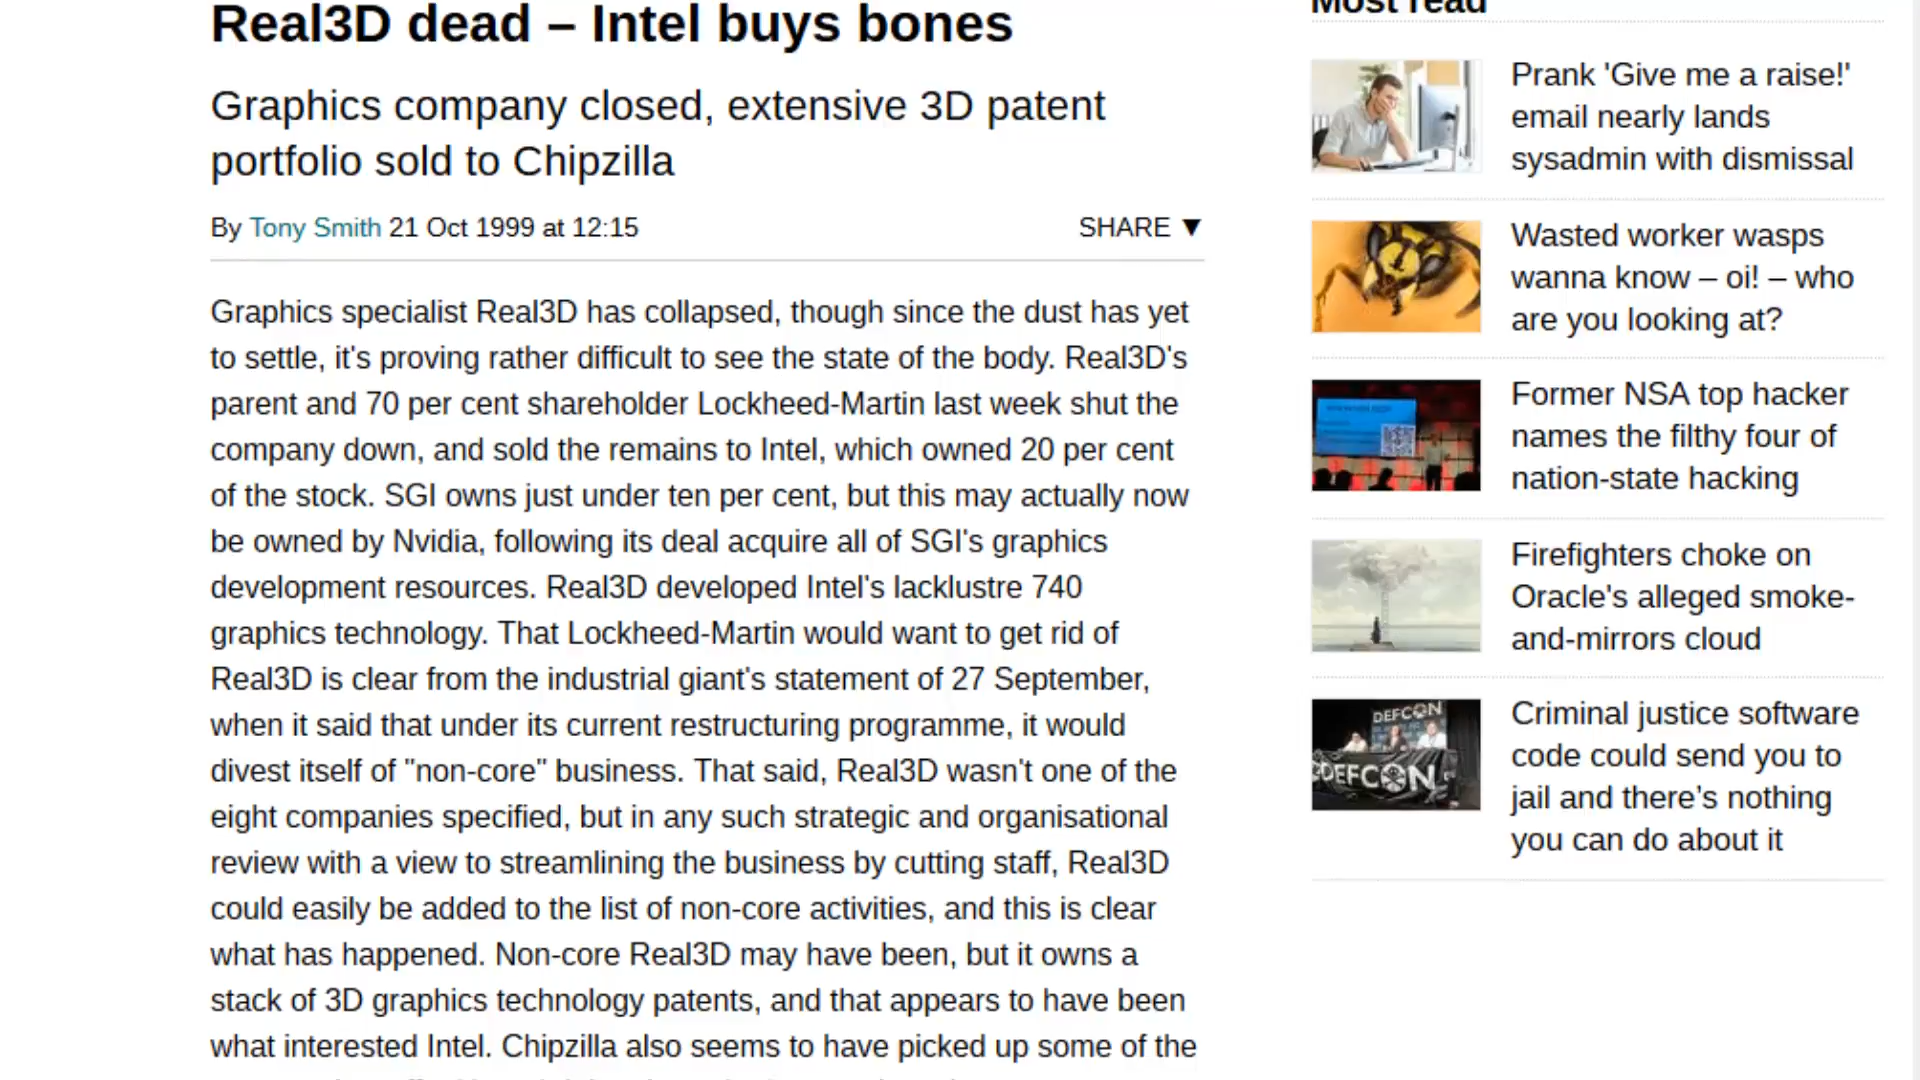 Real3D dead – Intel buys bones
Graphics company closed, extensive 3D patent
portfolio sold to Chipzilla
By Tony Smith 21 Oct 1999 at 12:15
SHARE ▼
Graphics specialist Real3D has collapsed, though since the dust has yet
to settle, it's proving rather difficult to see the state of the body. Real3D's
parent and 70 per cent shareholder Lockheed-Martin last week shut the
company down, and sold the remains to Intel, which owned 20 per cent
of the stock. SGI owns just under ten per cent, but this may actually now
be owned by Nvidia, following its deal acquire all of SGI's graphics
development resources. Real3D developed Intel's lacklustre 740
graphics technology. That Lockheed-Martin would want to get rid of
Real3D is clear from the industrial giant's statement of 27 September,
when it said that under its current restructuring programme, it would
divest itself of "non-core" business. That said, Real3D wasn't one of the
eight companies specified, but in any such strategic and organisational
review with a view to streamlining the business by cutting staff, Real3D
could easily be added to the list of non-core activities, and this is clear
what has happened. Non-core Real3D may have been, but it owns a
stack of 3D graphics technology patents, and that appears to have been
what interested Intel. Chipzilla also seems to have picked up some of the
Most read
Prank 'Give me a raise!'
email nearly lands
sysadmin with dismissal
Wasted worker wasps
wanna know – oi! – who
are you looking at?
Former NSA top hacker
names the filthy four of
nation-state hacking
Firefighters choke on
Oracle's alleged smoke-
and-mirrors cloud
DEFCON
DEFCON
Criminal justice software
code could send you to
jail and there's nothing
you can do about it